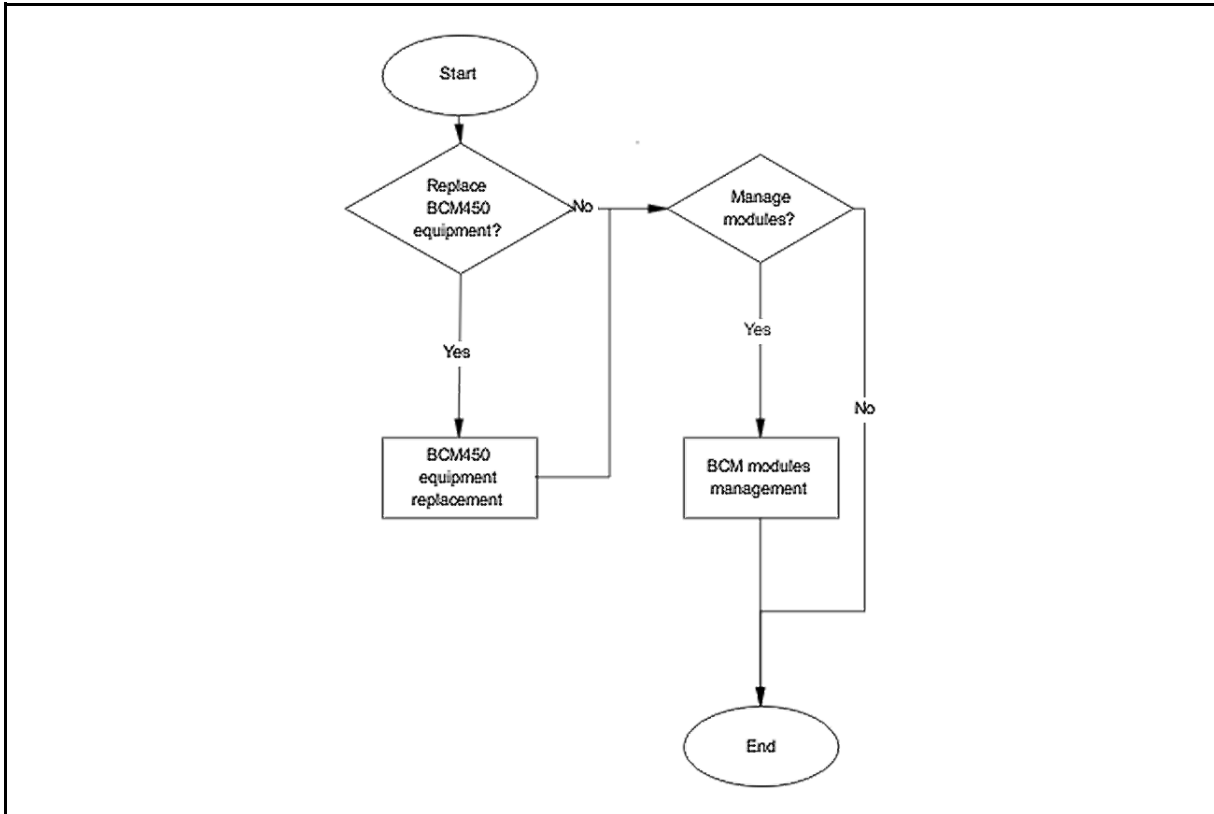 Start
Replace
BCM450
equipment?
No
Manage
modules?
Yes
Yes
No
BCM450
equipment
replacement
BCM modules
management
End